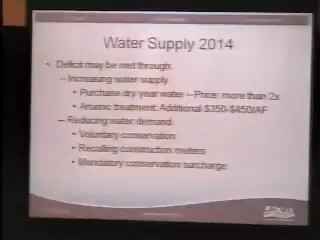 Water Supply 2014
• Deficit may be met through:
– Increasing water supply
• Purchase dry year water – Price: more than 2x
• Arsenic treatment: Additional $350-$450/AF
– Reducing water demand
• Voluntary conservation
• Recalling construction meters
• Mandatory conservation surcharge